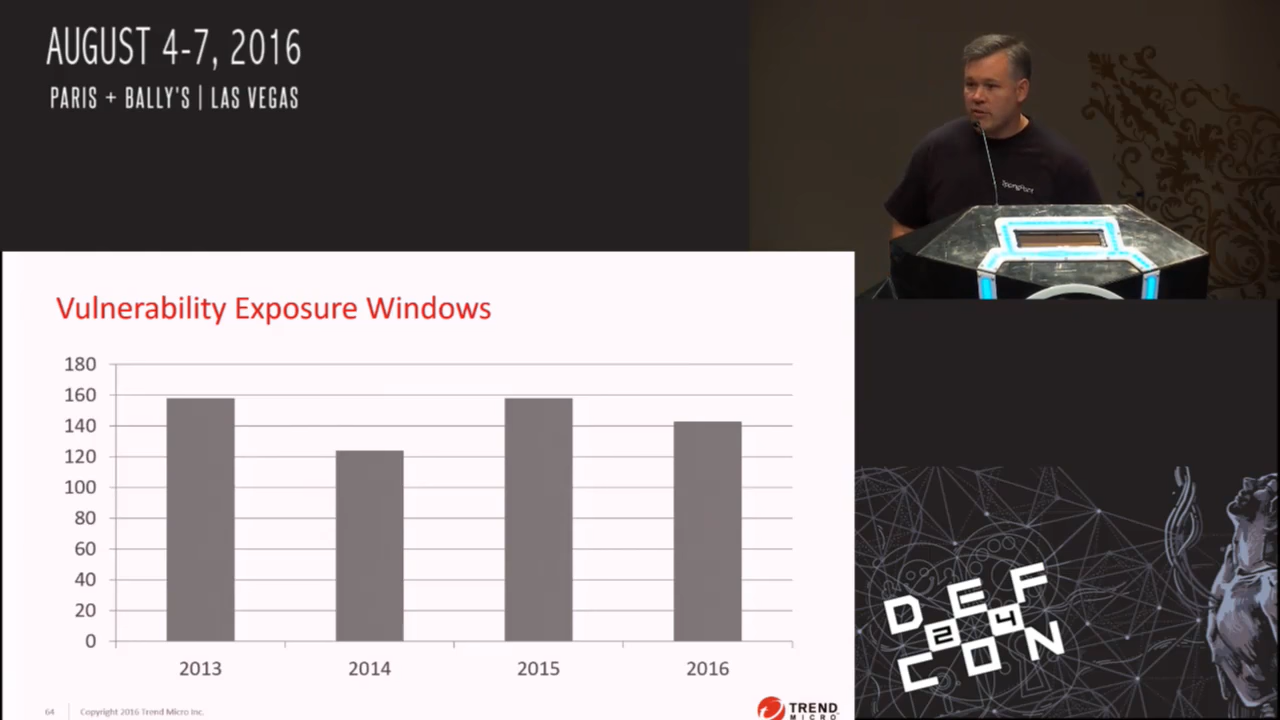 AUGUST 4-7, 2016
PARIS + BALLY'S | LAS VEGAS
TippingPoint
Vulnerability Exposure Windows
180
160
140
120
100
80
60
40
20
0
2013
2014
2015
2016
64
Copyright 2016 Trend Micro Inc.
TREND
MICRO
DEF
24
CON